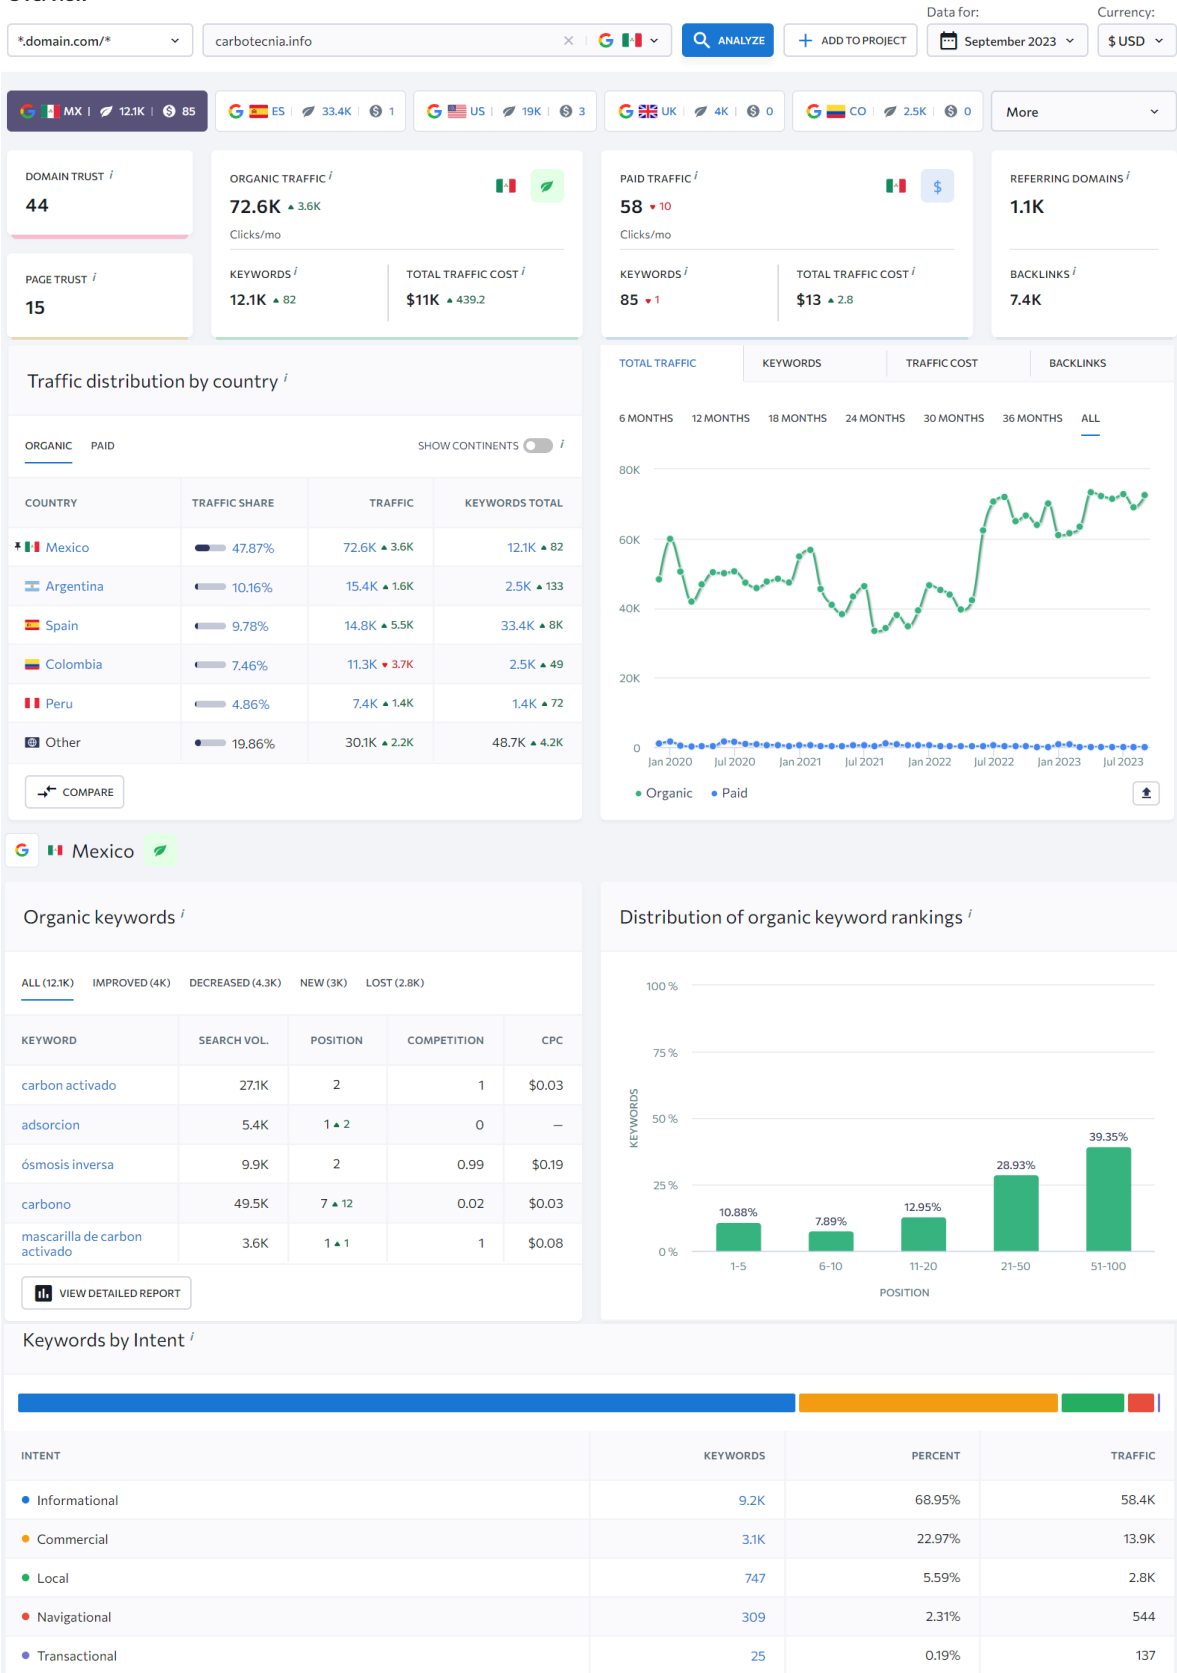 Data for:
Currency:
*.domain.com/*
carbotecnia.info
ANALYZE
ADD TO PROJECT
September 2023
$ USD
MX 12.1K 85
ES 33.4K 1
US 19K 3
UK 4K 0
CO 2.5K 0
More
DOMAIN TRUST i
44
PAGE TRUST i
15
ORGANIC TRAFFIC i
72.6K 3.6K
Clicks/mo
KEYWORDS i
12.1K 82
TOTAL TRAFFIC COST i
$11K 439.2
PAID TRAFFIC i
58 10
Clicks/mo
KEYWORDS i
85 1
TOTAL TRAFFIC COST i
$13 2.8
REFERRING DOMAINS i
1.1K
BACKLINKS i
7.4K
Traffic distribution by country i
ORGANIC PAID
SHOW CONTINENTS i
COUNTRY TRAFFIC SHARE TRAFFIC KEYWORDS TOTAL
Mexico 47.87% 72.6K 3.6K 12.1K 82
Argentina 10.16% 15.4K 1.6K 2.5K 133
Spain 9.78% 14.8K 5.5K 33.4K 8K
Colombia 7.46% 11.3K 3.7K 2.5K 49
Peru 4.86% 7.4K 1.4K 1.4K 72
Other 19.86% 30.1K 2.2K 48.7K 4.2K
COMPARE
TOTAL TRAFFIC KEYWORDS TRAFFIC COST BACKLINKS
6 MONTHS 12 MONTHS 18 MONTHS 24 MONTHS 30 MONTHS 36 MONTHS ALL
80K
60K
40K
20K
0
Jan 2020 Jul 2020 Jan 2021 Jul 2021 Jan 2022 Jul 2022 Jan 2023 Jul 2023
Organic Paid
Mexico
Organic keywords i
ALL (12.1K) IMPROVED (4K) DECREASED (4.3K) NEW (3K) LOST (2.8K)
KEYWORD SEARCH VOL. POSITION COMPETITION CPC
carbon activado 27.1K 2 1 $0.03
adsorcion 5.4K 1 2 0 –
ósmosis inversa 9.9K 2 0.99 $0.19
carbono 49.5K 7 12 0.02 $0.03
mascarilla de carbon
activado 3.6K 1 1 1 $0.08
VIEW DETAILED REPORT
Distribution of organic keyword rankings i
100 %
75 %
50 %
25 %
0 %
KEYWORDS
10.88%
7.89%
12.95%
28.93%
39.35%
1-5 6-10 11-20 21-50 51-100
POSITION
Keywords by Intent i
INTENT KEYWORDS PERCENT TRAFFIC
Informational 9.2K 68.95% 58.4K
Commercial 3.1K 22.97% 13.9K
Local 747 5.59% 2.8K
Navigational 309 2.31% 544
Transactional 25 0.19% 137